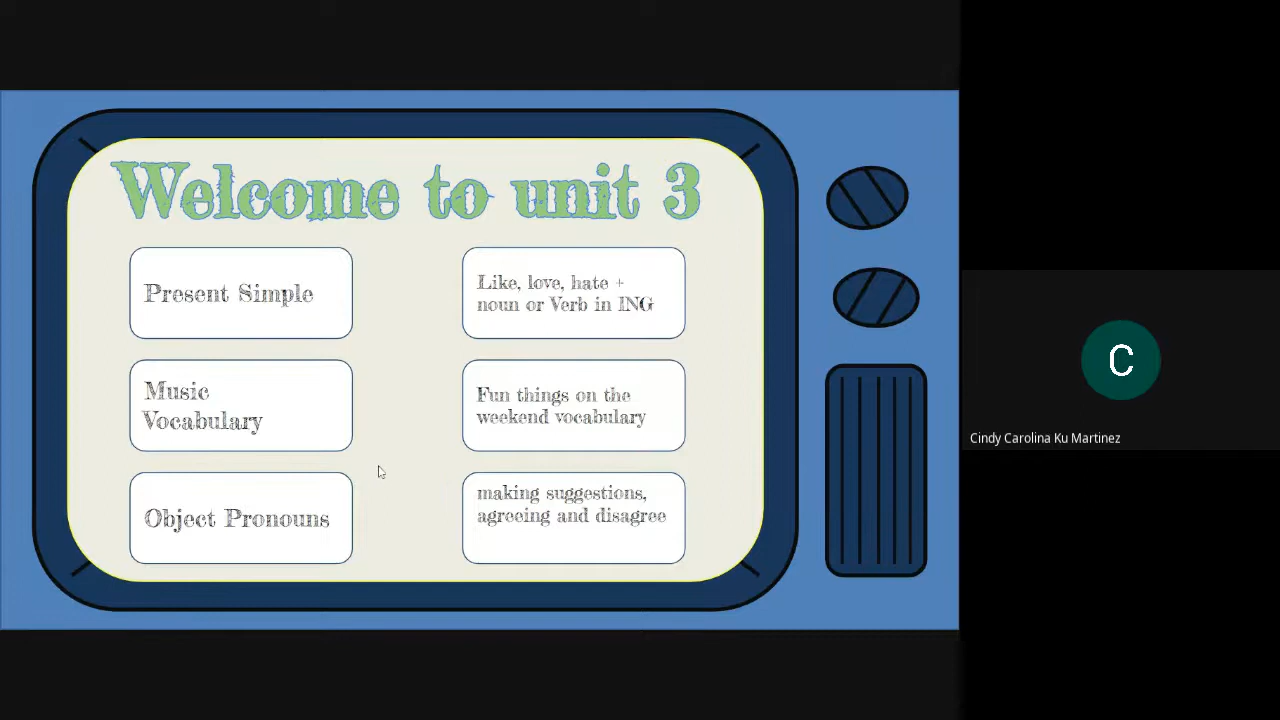 Welcome to unit 3
Present Simple
Like, love, hate +
noun or Verb in ING
Music
Vocabulary
Fun things on the
weekend vocabulary
Object Pronouns
making suggestions,
agreeing and disagree
C
Cindy Carolina Ku Martinez